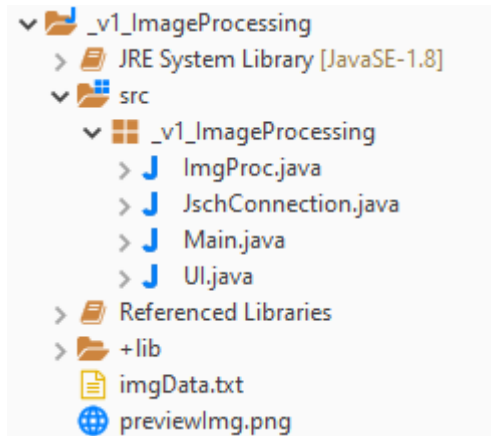 _v1_ImageProcessing
JRE System Library [JavaSE-1.8]
src
_v1_ImageProcessing
ImgProc.java
JschConnection.java
Main.java
UI.java
Referenced Libraries
+lib
imgData.txt
previewImg.png